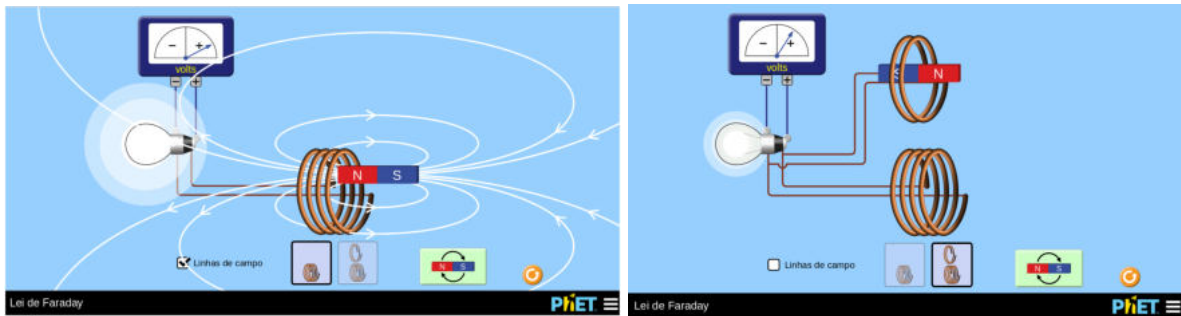 − +
volts
− +
N S
Linhas de campo
N S
Lei de Faraday
PhET
− +
volts
− +
S N
Linhas de campo
N S
Lei de Faraday
PhET